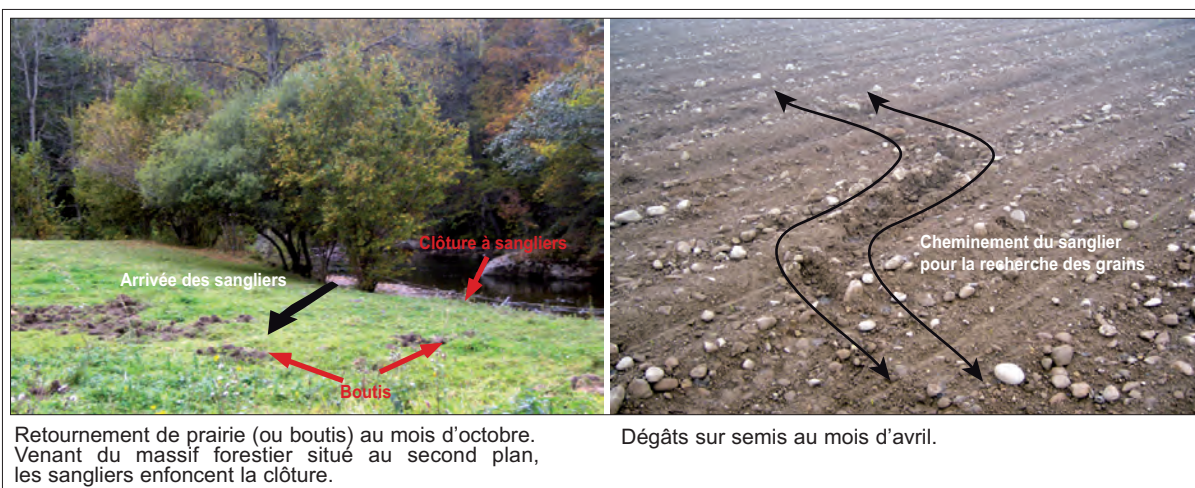 Clôture à sangliers
Arrivée des sangliers
Boutis
Cheminement du sanglier
pour la recherche des grains
Retournement de prairie (ou boutis) au mois d'octobre.
Venant du massif forestier situé au second plan,
les sangliers enfoncent la clôture.
Dégâts sur semis au mois d'avril.